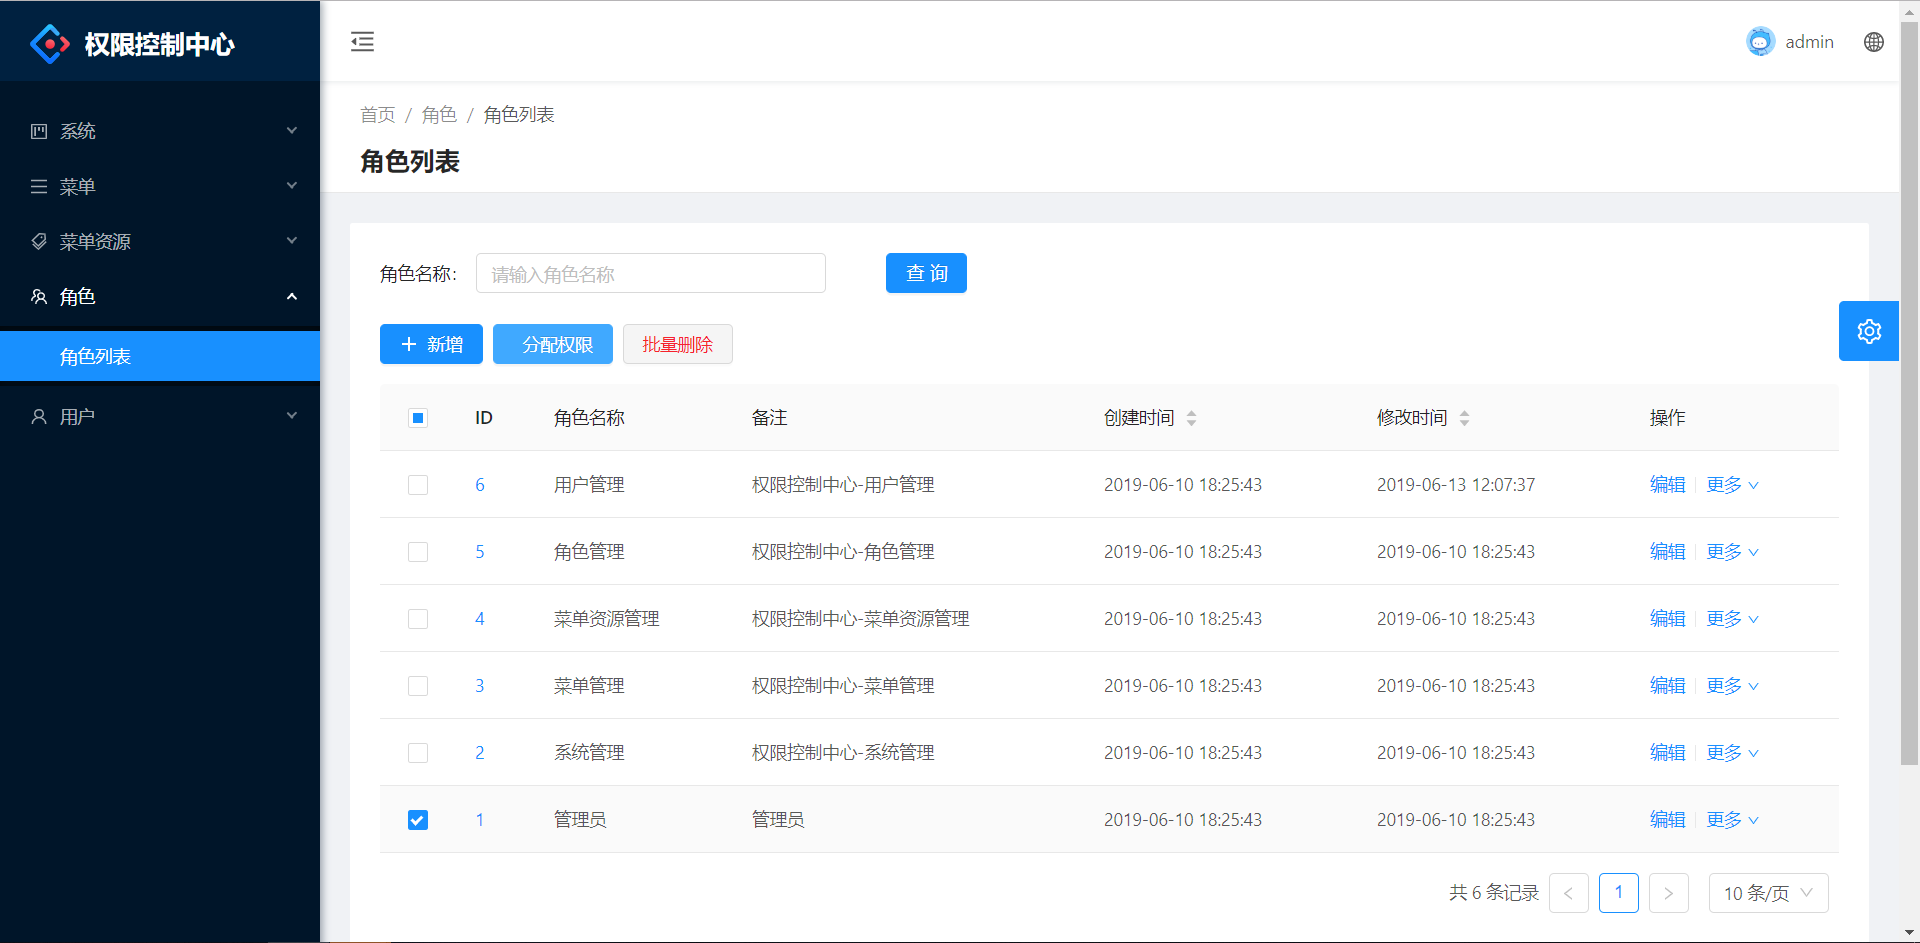 权限控制中心
admin
系统
菜单
菜单资源
角色
角色列表
用户
首页 / 角色 / 角色列表
角色列表
角色名称: 请输入角色名称 查 询
新增 分配权限 批量删除
ID 角色名称 备注 创建时间 修改时间 操作
6 用户管理 权限控制中心-用户管理 2019-06-10 18:25:43 2019-06-13 12:07:37 编辑 更多
5 角色管理 权限控制中心-角色管理 2019-06-10 18:25:43 2019-06-10 18:25:43 编辑 更多
4 菜单资源管理 权限控制中心-菜单资源管理 2019-06-10 18:25:43 2019-06-10 18:25:43 编辑 更多
3 菜单管理 权限控制中心-菜单管理 2019-06-10 18:25:43 2019-06-10 18:25:43 编辑 更多
2 系统管理 权限控制中心-系统管理 2019-06-10 18:25:43 2019-06-10 18:25:43 编辑 更多
1 管理员 管理员 2019-06-10 18:25:43 2019-06-10 18:25:43 编辑 更多
共 6 条记录 < 1 > 10 条/页